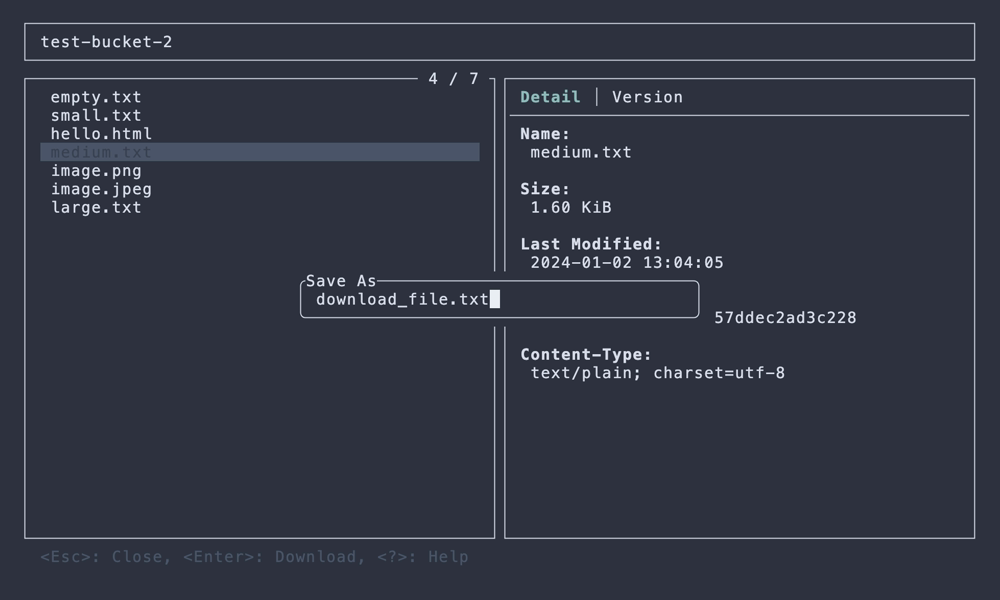 test-bucket-2
4 / 7
empty.txt
small.txt
hello.html
medium.txt
image.png
image.jpeg
large.txt
Detail │ Version
Name:
medium.txt
Size:
1.60 KiB
Last Modified:
2024-01-02 13:04:05
Save As
download_file.txt
57ddec2ad3c228
Content-Type:
text/plain; charset=utf-8
<Esc>: Close, <Enter>: Download, <?>: Help